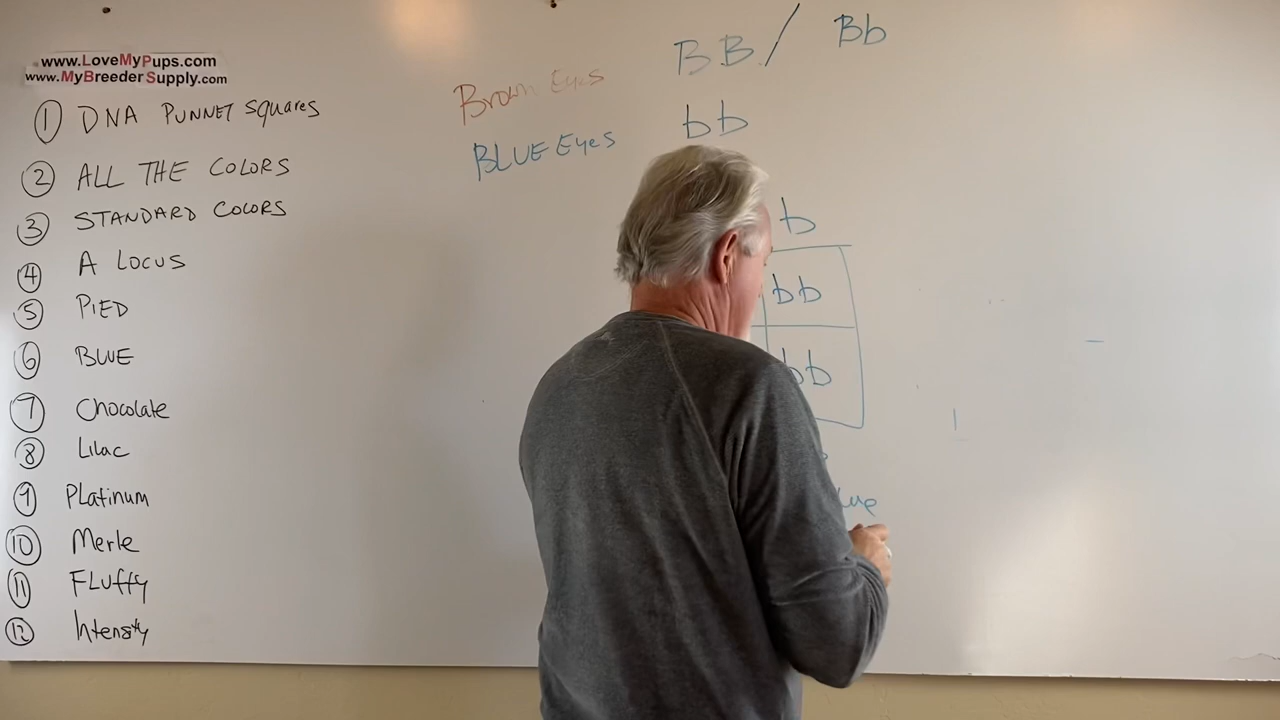 www.LoveMyPups.com
www.MyBreederSupply.com
1 DNA PUNNET SQUARES
2 ALL THE COLORS
3 STANDARD COLORS
4 A LOCUS
5 PIED
6 BLUE
7 Chocolate
8 Lilac
9 Platinum
10 Merle
11 FLuffy
12 Intensity
BB/ Bb
Brown Eyes
bb
BLUE Eyes
b
bb
bb